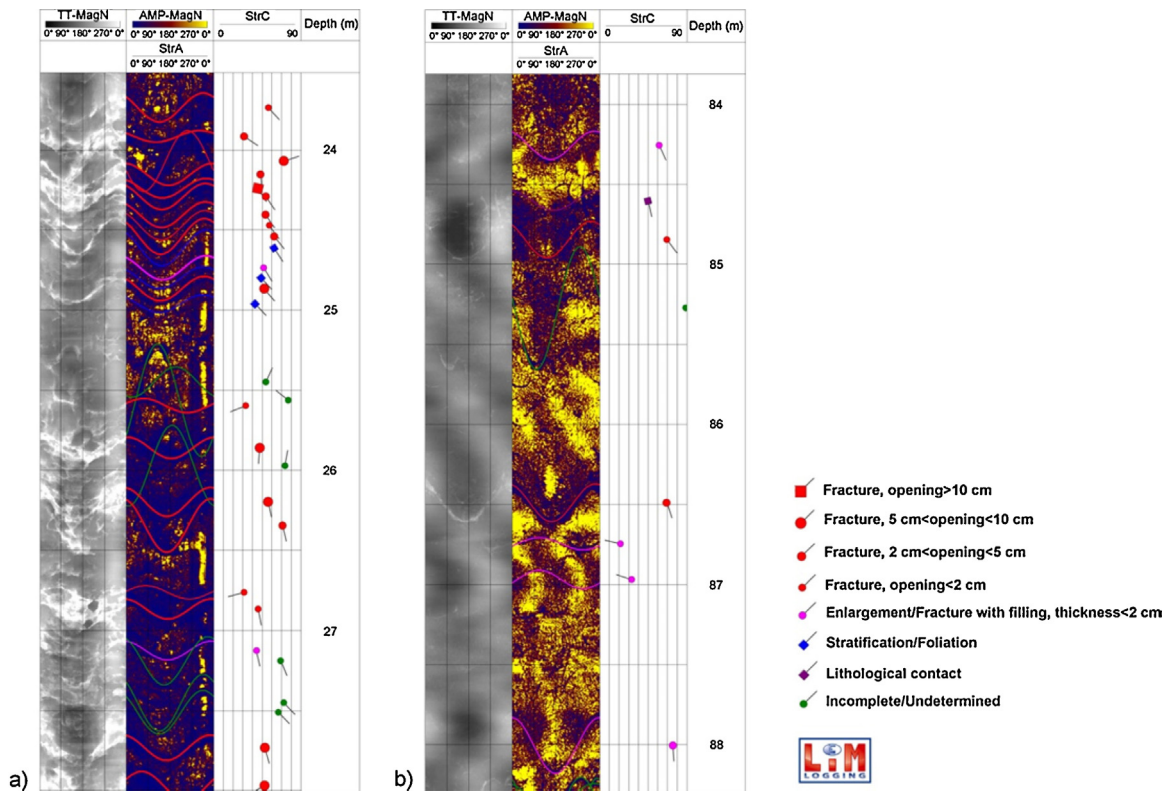 TT-MagN
AMP-MagN
StrC
Depth (m)
0° 90° 180° 270° 0°
0° 90° 180° 270° 0°
0
90
StrA
0° 90° 180° 270° 0°
24
25
26
27
a)
TT-MagN
AMP-MagN
StrC
Depth (m)
0° 90° 180° 270° 0°
0° 90° 180° 270° 0°
0
90
StrA
0° 90° 180° 270° 0°
84
85
86
87
88
b)
Fracture, opening>10 cm
Fracture, 5 cm<opening<10 cm
Fracture, 2 cm<opening<5 cm
Fracture, opening<2 cm
Enlargement/Fracture with filling, thickness<2 cm
Stratification/Foliation
Lithological contact
Incomplete/Undetermined
LiM
LOGGING